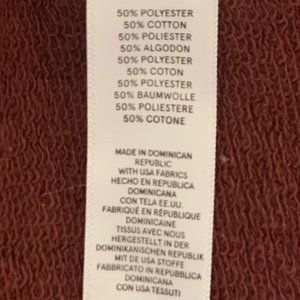 50% POLYESTER
50% COTTON
50% POLIESTER
50% ALGODON
50% POLYESTER
50% COTON
50% POLYESTER
50% BAUMWOLLE
50% POLIESTERE
50% COTONE
MADE IN DOMINICAN
REPUBLIC
WITH USA FABRICS
HECHO EN REPUBLICA
DOMINICANA
CON TELA EE.UU.
FABRIQUÉ EN RÉPUBLIQUE
DOMINICAINE
TISSUS AVEC NOUS
HERGESTELLT IN DER
DOMINIKANISCHEN REPUBLIK
MIT DE USA STOFFE
FABBRICATO IN REPUBBLICA
DOMINICANA
CON USA TESSUTI